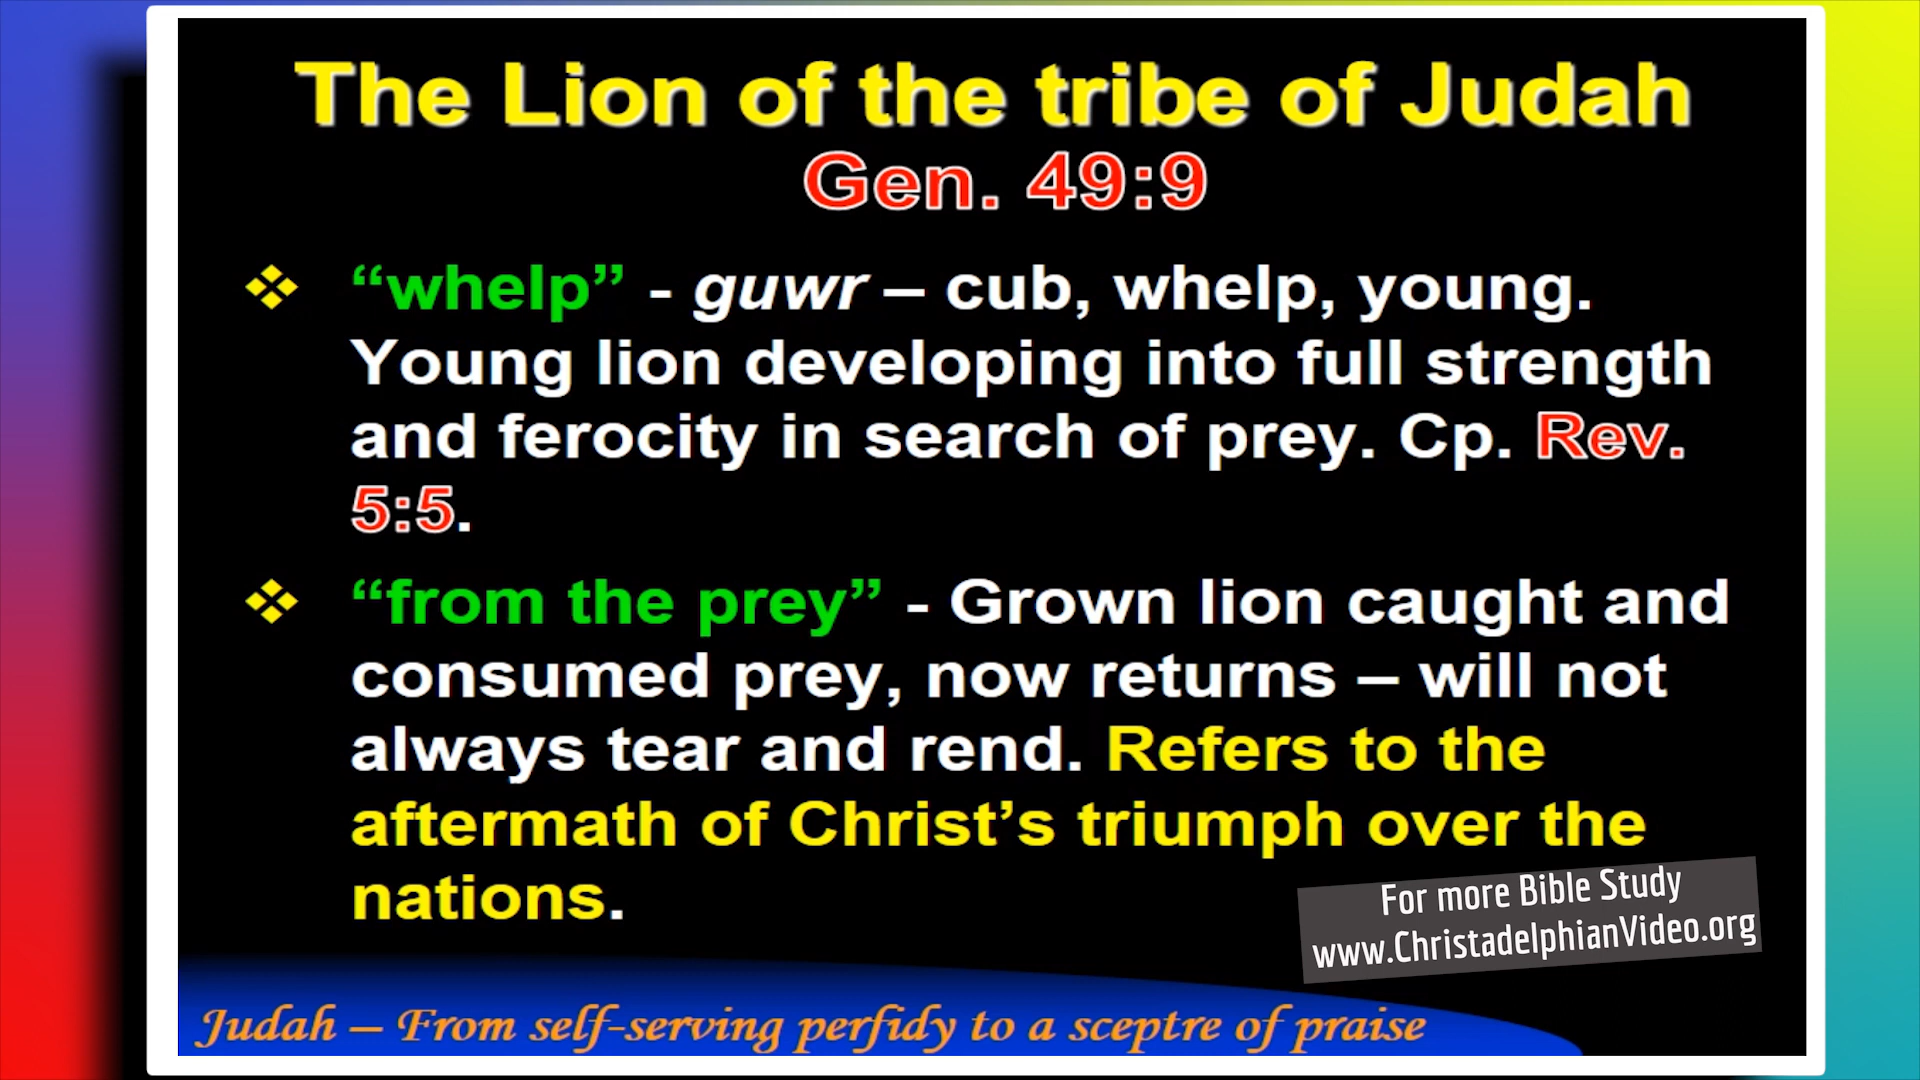 The Lion of the tribe of Judah
Gen. 49:9
“whelp” - guwr – cub, whelp, young.
Young lion developing into full strength
and ferocity in search of prey. Cp. Rev.
5:5.
“from the prey” - Grown lion caught and
consumed prey, now returns – will not
always tear and rend. Refers to the
aftermath of Christ’s triumph over the
nations.
For more Bible Study
www.ChristadelphianVideo.org
Judah – From self-serving perfidy to a sceptre of praise